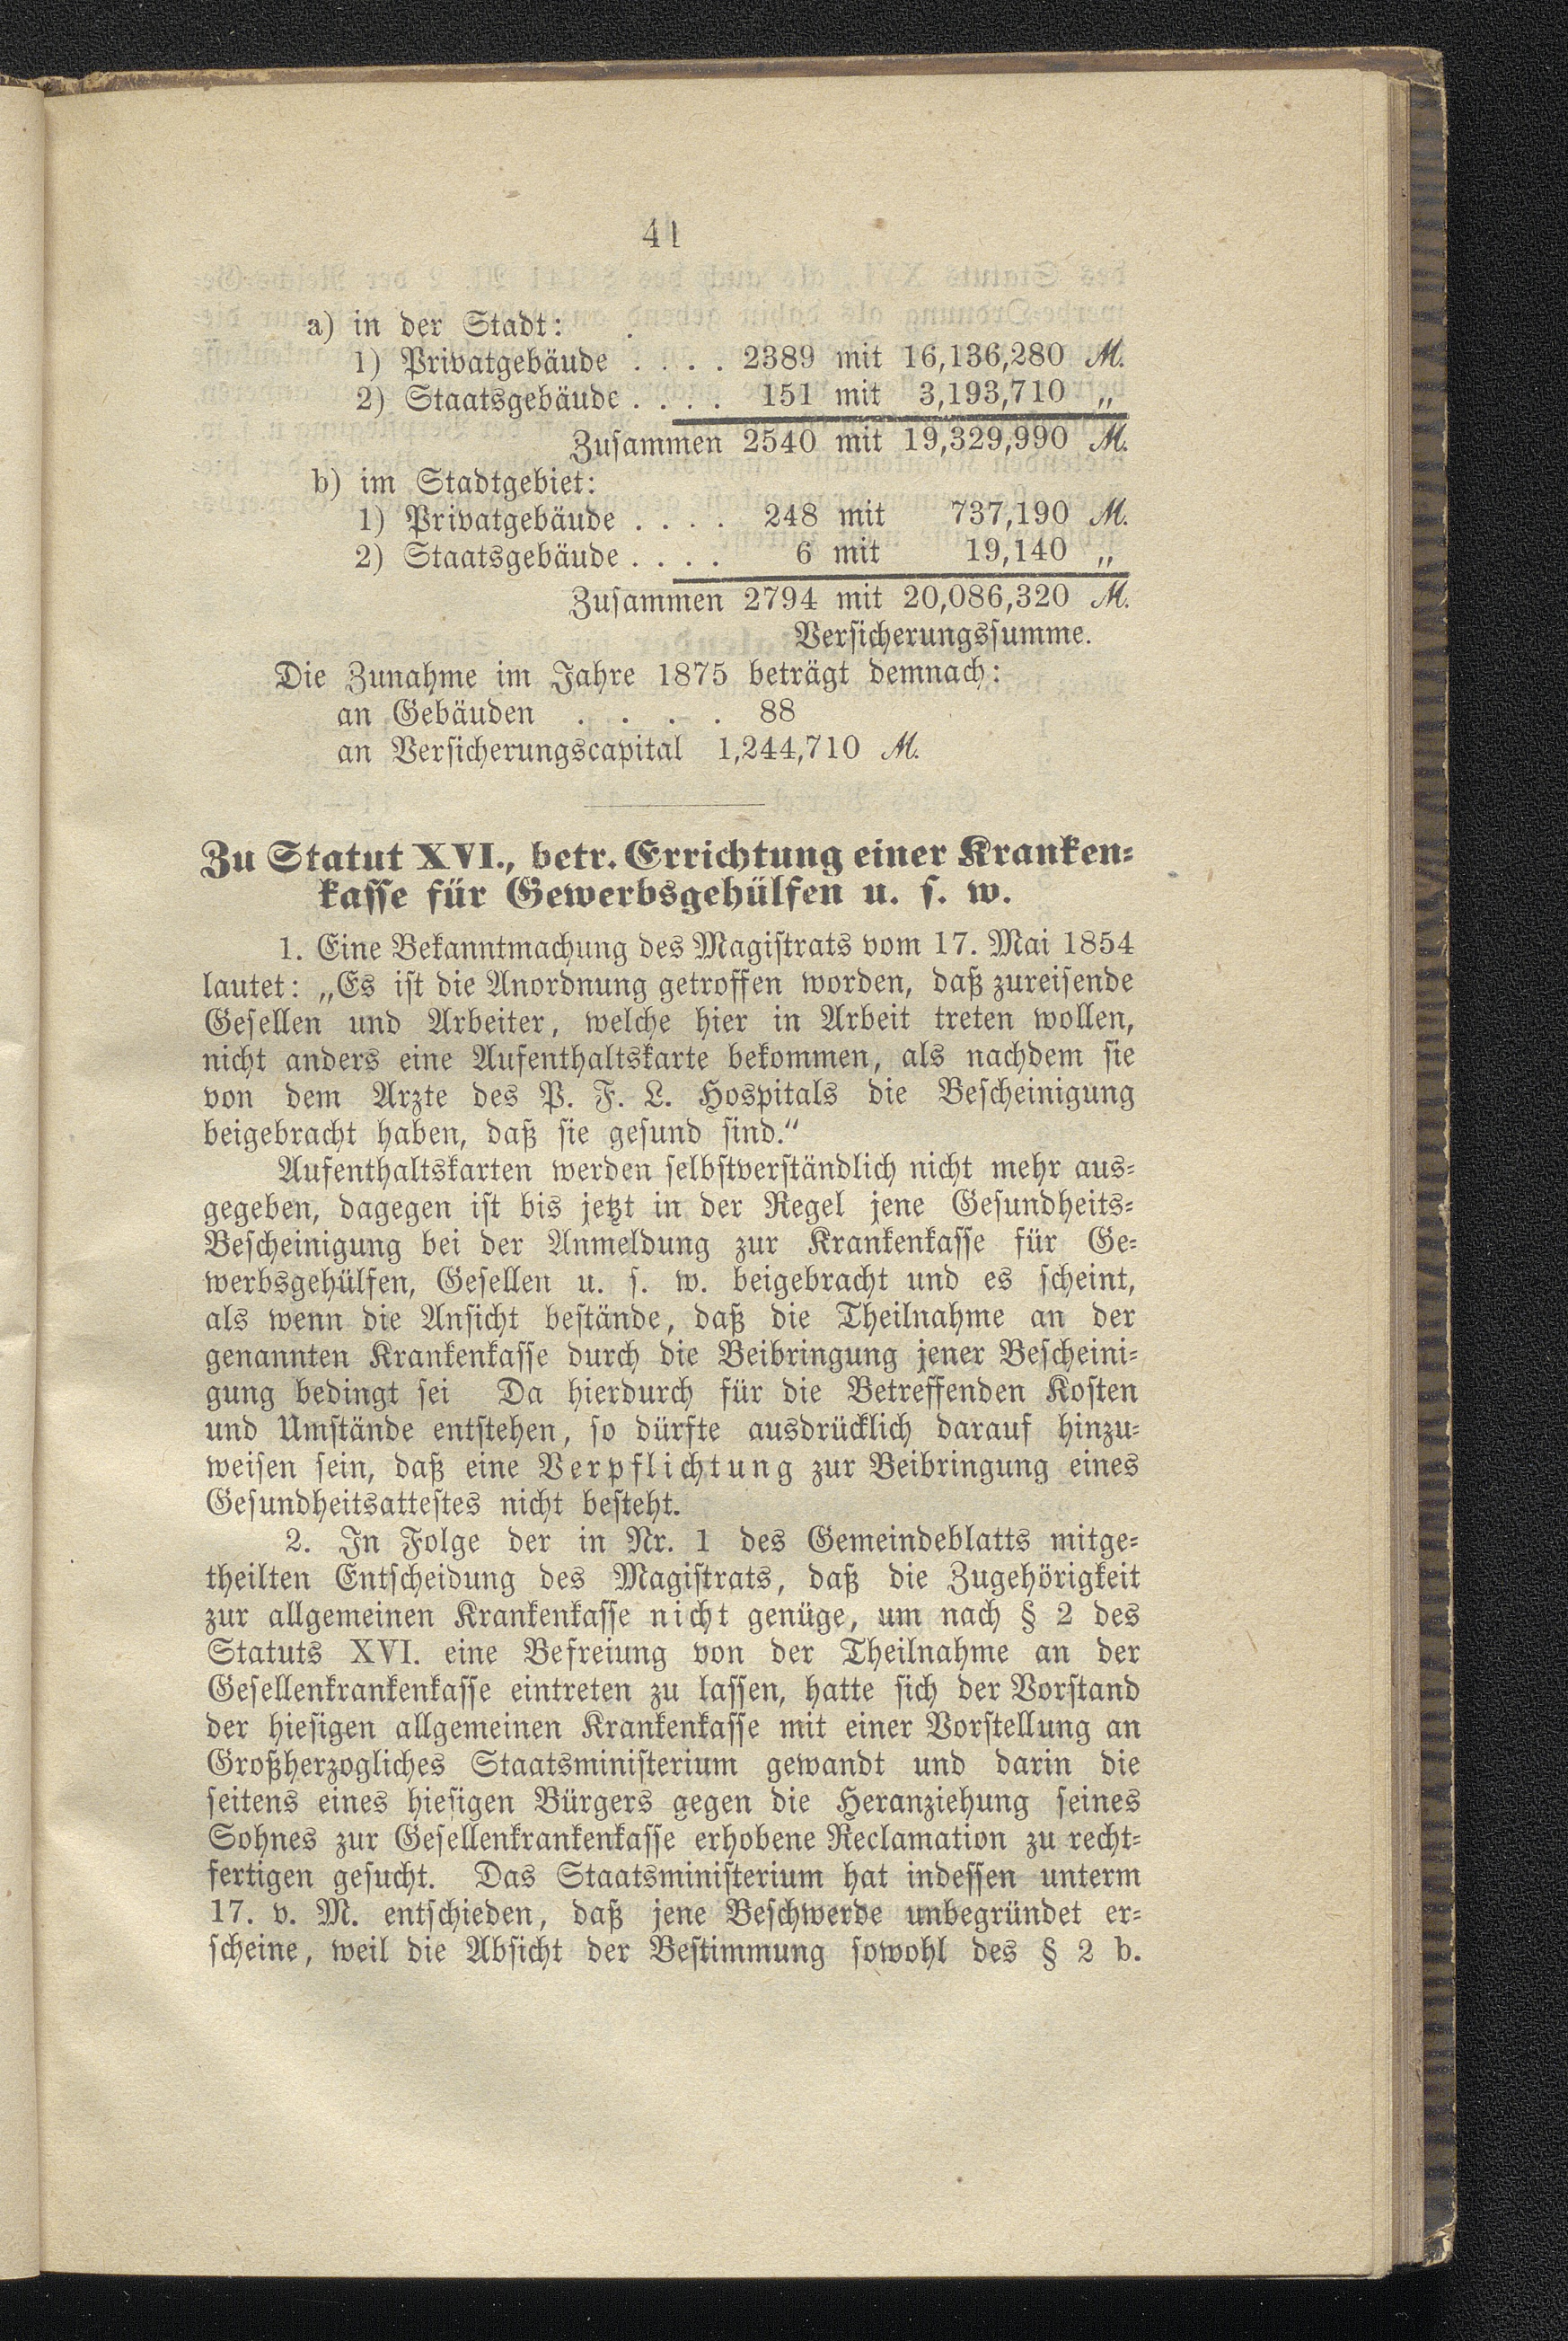 41
a) in der Stadt:
1) Privatgebäude . . . . 2389 mit 16,136,280 M.
2) Staatsgebäude . . . . 151 mit 3,193,710 „
Zusammen 2540 mit 19,329,990 M.
b) im Stadtgebiet:
1) Privatgebäude . . . . 248 mit 737,190 M.
2) Staatsgebäude . . . . 6 mit 19,140 „
Zusammen 2794 mit 20,086,320 M.
Versicherungssumme.
Die Zunahme im Jahre 1875 beträgt demnach:
an Gebäuden . . . . 88
an Versicherungscapital 1,244,710 M.
Zu Statut XVI., betr. Errichtung einer Kranken-
kasse für Gewerbsgehülfen u. s. w.
1. Eine Bekanntmachung des Magistrats vom 17. Mai 1854
lautet: „Es ist die Anordnung getroffen worden, daß zureisende
Gesellen und Arbeiter, welche hier in Arbeit treten wollen,
nicht anders eine Aufenthaltskarte bekommen, als nachdem sie
von dem Arzte des P. F. L. Hospitals die Bescheinigung
beigebracht haben, daß sie gesund sind.“
Aufenthaltskarten werden selbstverständlich nicht mehr aus-
gegeben, dagegen ist bis jetzt in der Regel jene Gesundheits-
Bescheinigung bei der Anmeldung zur Krankenkasse für Ge-
werbsgehülfen, Gesellen u. s. w. beigebracht und es scheint,
als wenn die Ansicht bestände, daß die Theilnahme an der
genannten Krankenkasse durch die Beibringung jener Bescheini-
gung bedingt sei Da hierdurch für die Betreffenden Kosten
und Umstände entstehen, so dürfte ausdrücklich darauf hinzu-
weisen sein, daß eine Verpflichtung zur Beibringung eines
Gesundheitsattestes nicht besteht.
2. In Folge der in Nr. 1 des Gemeindeblatts mitge-
theilten Entscheidung des Magistrats, daß die Zugehörigkeit
zur allgemeinen Krankenkasse nicht genüge, um nach § 2 des
Statuts XVI. eine Befreiung von der Theilnahme an der
Gesellenkrankenkasse eintreten zu lassen, hatte sich der Vorstand
der hiesigen allgemeinen Krankenkasse mit einer Vorstellung an
Großherzogliches Staatsministerium gewandt und darin die
seitens eines hiesigen Bürgers gegen die Heranziehung seines
Sohnes zur Gesellenkrankenkasse erhobene Reclamation zu recht-
fertigen gesucht. Das Staatsministerium hat indessen unterm
17. v. M. entschieden, daß jene Beschwerde unbegründet er-
scheine, weil die Absicht der Bestimmung sowohl des § 2 b.